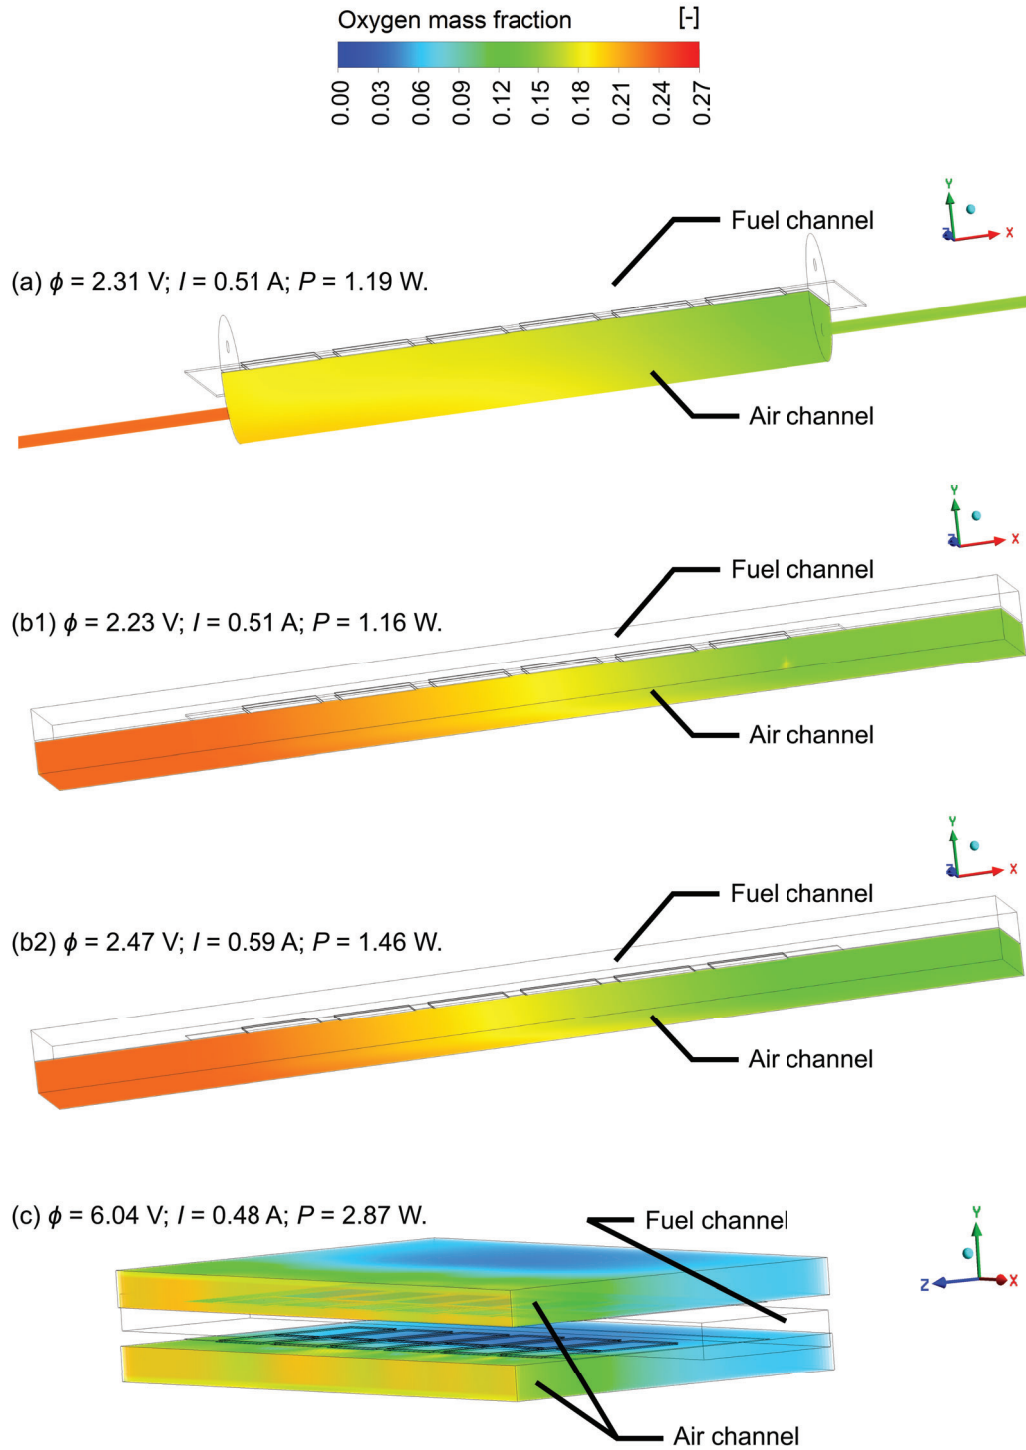 Oxygen mass fraction [-]
0.00 0.03 0.06 0.09 0.12 0.15 0.18 0.21 0.24 0.27
Y
Fuel channel
Z X
(a) ϕ = 2.31 V; I = 0.51 A; P = 1.19 W.
Air channel
Y
Z X
Fuel channel
(b1) ϕ = 2.23 V; I = 0.51 A; P = 1.16 W.
Air channel
Y
Z X
Fuel channel
(b2) ϕ = 2.47 V; I = 0.59 A; P = 1.46 W.
Air channel
(c) ϕ = 6.04 V; I = 0.48 A; P = 2.87 W.
Fuel channel
Y
Z X
Air channel